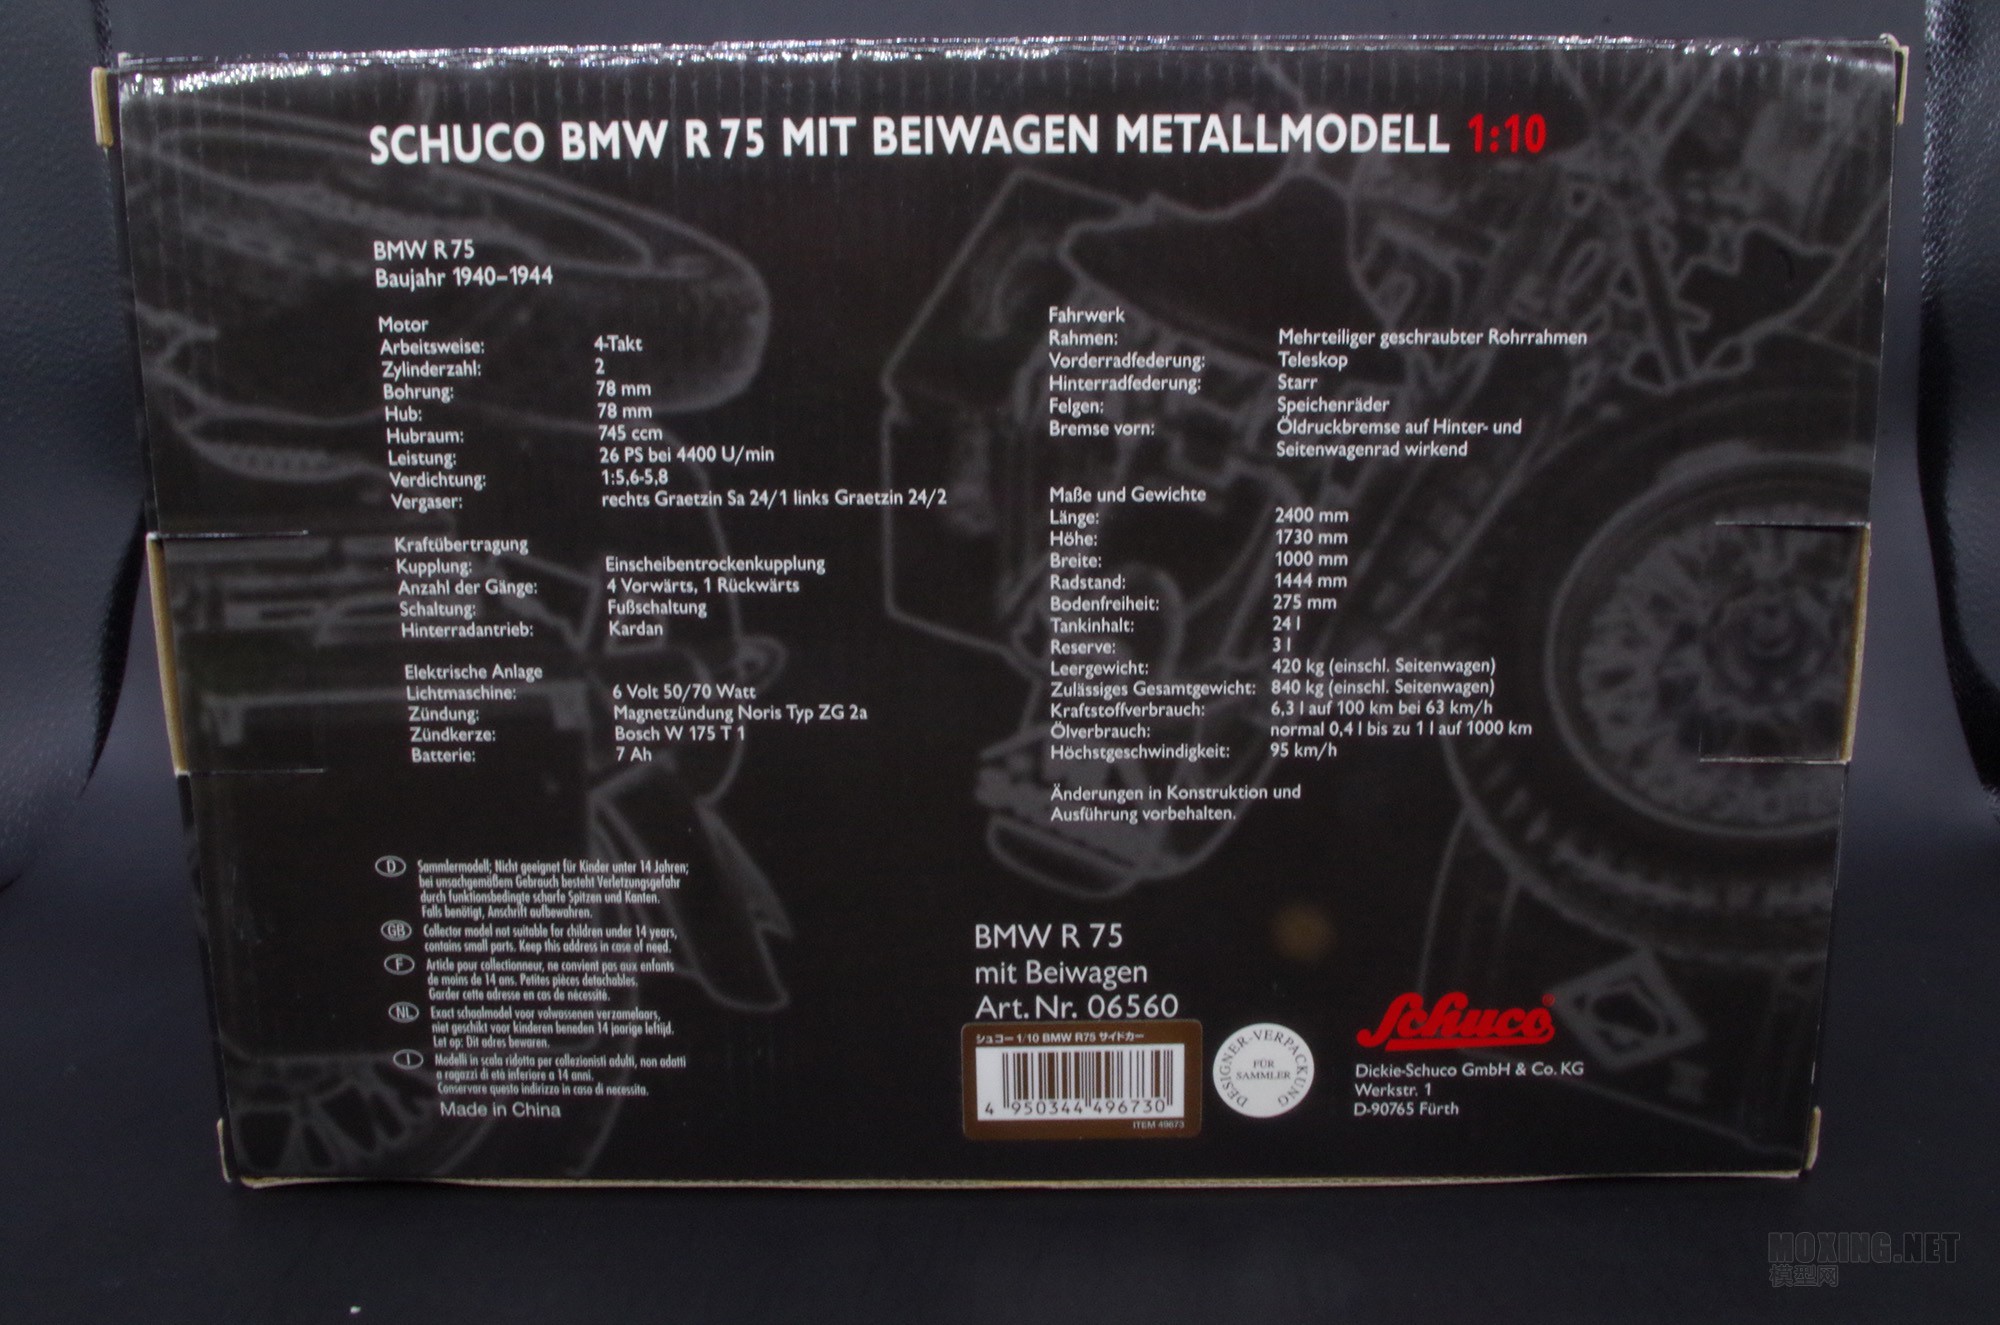 SCHUCO BMW R 75 MIT BEIWAGEN METALLMODELL 1:10
BMW R 75
Baujahr 1940–1944
Motor
Arbeitsweise: 4-Takt
Zylinderzahl: 2
Bohrung: 78 mm
Hub: 78 mm
Hubraum: 745 ccm
Leistung: 26 PS bei 4400 U/min
Verdichtung: 1:5,6-5,8
Vergaser: rechts Graetzin Sa 24/1 links Graetzin 24/2
Kraftübertragung
Kupplung: Einscheibentrockenkupplung
Anzahl der Gänge: 4 Vorwärts, 1 Rückwärts
Schaltung: Fußschaltung
Hinterradantrieb: Kardan
Elektrische Anlage
Lichtmaschine: 6 Volt 50/70 Watt
Zündung: Magnetzündung Noris Typ ZG 2a
Zündkerze: Bosch W 175 T 1
Batterie: 7 Ah
Fahrwerk
Rahmen: Mehrteiliger geschraubter Rohrrahmen
Vorderradfederung: Teleskop
Hinterradfederung: Starr
Felgen: Speichenräder
Bremse vorn: Öldruckbremse auf Hinter- und
Seitenwagenrad wirkend
Maße und Gewichte
Länge: 2400 mm
Höhe: 1730 mm
Breite: 1000 mm
Radstand: 1444 mm
Bodenfreiheit: 275 mm
Tankinhalt: 24 l
Reserve: 3 l
Leergewicht: 420 kg (einschl. Seitenwagen)
Zulässiges Gesamtgewicht: 840 kg (einschl. Seitenwagen)
Kraftstoffverbrauch: 6,3 l auf 100 km bei 63 km/h
Ölverbrauch: normal 0,4 l bis zu 1 l auf 1000 km
Höchstgeschwindigkeit: 95 km/h
Änderungen in Konstruktion und
Ausführung vorbehalten.
D Sammlermodell; Nicht geeignet für Kinder unter 14 Jahren;
bei unsachgemäßem Gebrauch besteht Verletzungsgefahr
durch funktionsbedingte scharfe Spitzen und Kanten.
Falls benötigt, Anschrift aufbewahren.
GB Collector model not suitable for children under 14 years,
contains small parts. Keep this address in case of need.
F Article pour collectionneur, ne convient pas aux enfants
de moins de 14 ans. Petites pièces detachables.
Garder cette adresse en cas de nécessité.
NL Exact schaalmodel voor volwassenen verzamelaars,
niet geschikt voor kinderen beneden 14 jaarige leftijd.
Let op: Dit adres bewaren.
I Modelli in scala ridotta per collezionisti adulti, non adatti
a ragazzi di età inferiore a 14 anni.
Conservare questo indirizzo in caso di necessita.
Made in China
BMW R 75
mit Beiwagen
Art. Nr. 06560
シュコー 1/10 BMW R75 サイドカー
4 950344 496730
ITEM 49673
DESIGNER-VERPACKUNG
FÜR
SAMMLER
Schuco®
Dickie-Schuco GmbH & Co. KG
Werkstr. 1
D-90765 Fürth
MOXING.NET
模型网